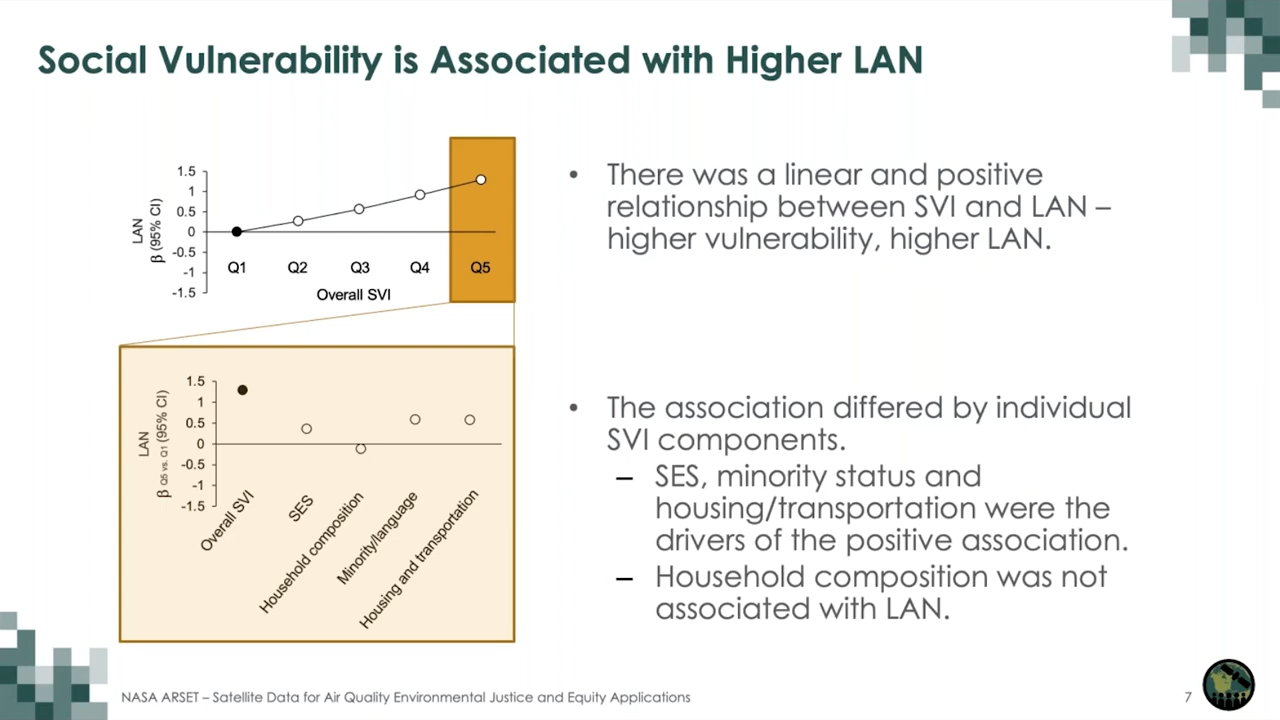 Social Vulnerability is Associated with Higher LAN
LAN
β (95% CI)
1.5
1
0.5
0
-0.5
-1
-1.5
Q1 Q2 Q3 Q4 Q5
Overall SVI
LAN
β Q5 vs. Q1 (95% CI)
1.5
1
0.5
0
-0.5
-1
-1.5
Overall SVI
SES
Household composition
Minority/language
Housing and transportation
• There was a linear and positive
relationship between SVI and LAN –
higher vulnerability, higher LAN.
• The association differed by individual
SVI components.
– SES, minority status and
housing/transportation were the
drivers of the positive association.
– Household composition was not
associated with LAN.
NASA ARSET – Satellite Data for Air Quality Environmental Justice and Equity Applications
7